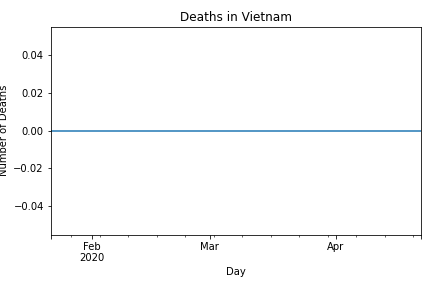 Deaths in Vietnam
Number of Deaths
0.04
0.02
0.00
−0.02
−0.04
Feb
2020
Mar
Apr
Day